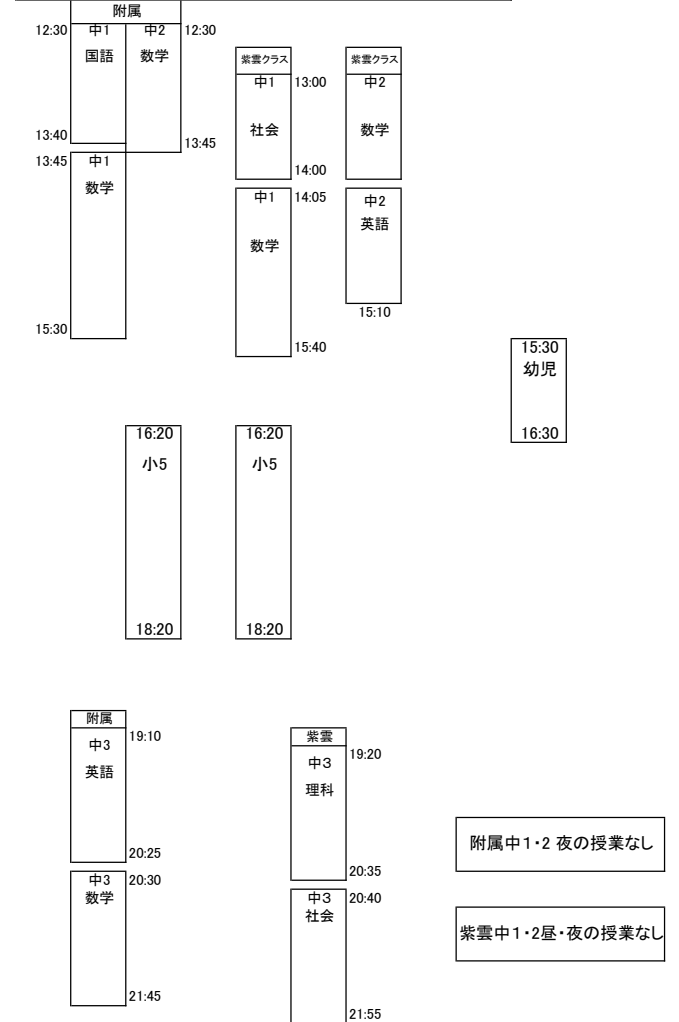 附属
12:30 中1 中2 12:30
国語 数学
紫雲クラス 紫雲クラス
中1 13:00 中2
社会 数学
13:40
13:45
13:45 中1
数学
14:00
中1 14:05 中2
英語
数学
15:10
15:30
15:40
15:30
幼児
16:30
16:20 16:20
小5 小5
18:20 18:20
附属
19:10
中3
英語
紫雲
19:20
中3
理科
附属中1・2 夜の授業なし
20:25
20:35
中3 20:30
数学
中3 20:40
社会
紫雲中1・2昼・夜の授業なし
21:45
21:55